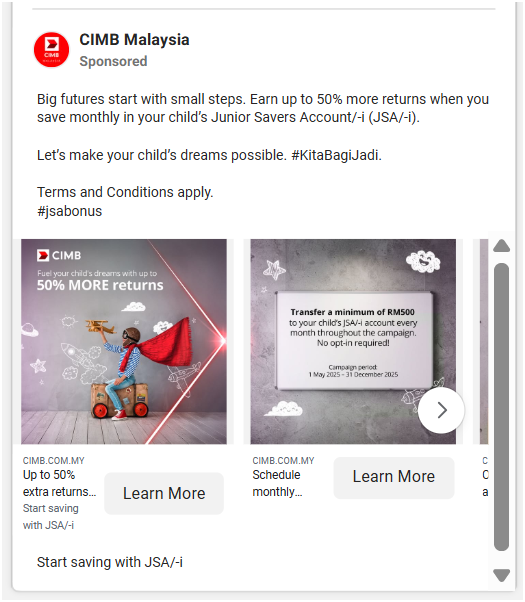 CIMB Malaysia
Sponsored
Big futures start with small steps. Earn up to 50% more returns when you
save monthly in your child's Junior Savers Account/-i (JSA/-i).
Let's make your child's dreams possible. #KitaBagiJadi.
Terms and Conditions apply.
#jsabonus
CIMB
Fuel your child's dreams with up to
50% MORE returns
Transfer a minimum of RM500
to your child's JSA/-i account every
month throughout the campaign.
No opt-in required!
Campaign period:
1 May 2025 – 31 December 2025
CIMB.COM.MY
Up to 50%
extra returns...
Start saving
with JSA/-i
Learn More
CIMB.COM.MY
Schedule
monthly...
Learn More
Start saving with JSA/-i